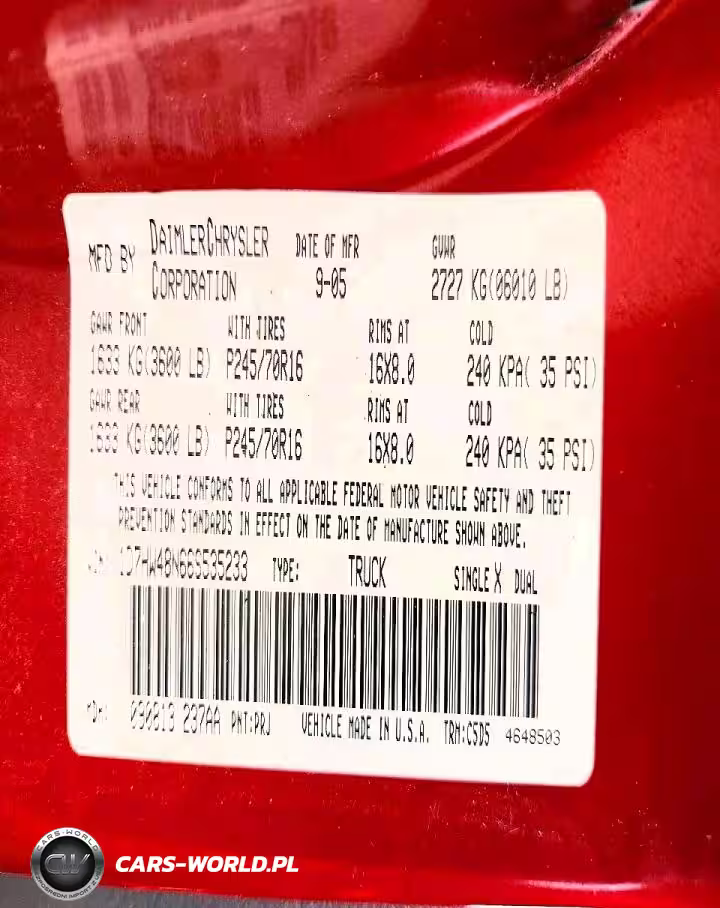 MFD BY DAIMLERCHRYSLER CORPORATION
DATE OF MFR 9-05
GVWR 2727 KG(06010 LB)
GAWR FRONT WITH TIRES RIMS AT COLD
1633 KG(3600 LB) P245/70R16 16X8.0 240 KPA( 35 PSI)
GAWR REAR WITH TIRES RIMS AT COLD
1633 KG(3600 LB) P245/70R16 16X8.0 240 KPA( 35 PSI)
THIS VEHICLE CONFORMS TO ALL APPLICABLE FEDERAL MOTOR VEHICLE SAFETY AND THEFT
PREVENTION STANDARDS IN EFFECT ON THE DATE OF MANUFACTURE SHOWN ABOVE.
1D7HW48N66S535233 TYPE: TRUCK SINGLE X DUAL
MDH: 090813 237AA PNT:PRJ VEHICLE MADE IN U.S.A. TRM:C5D5 4648503
CARS-WORLD.PL